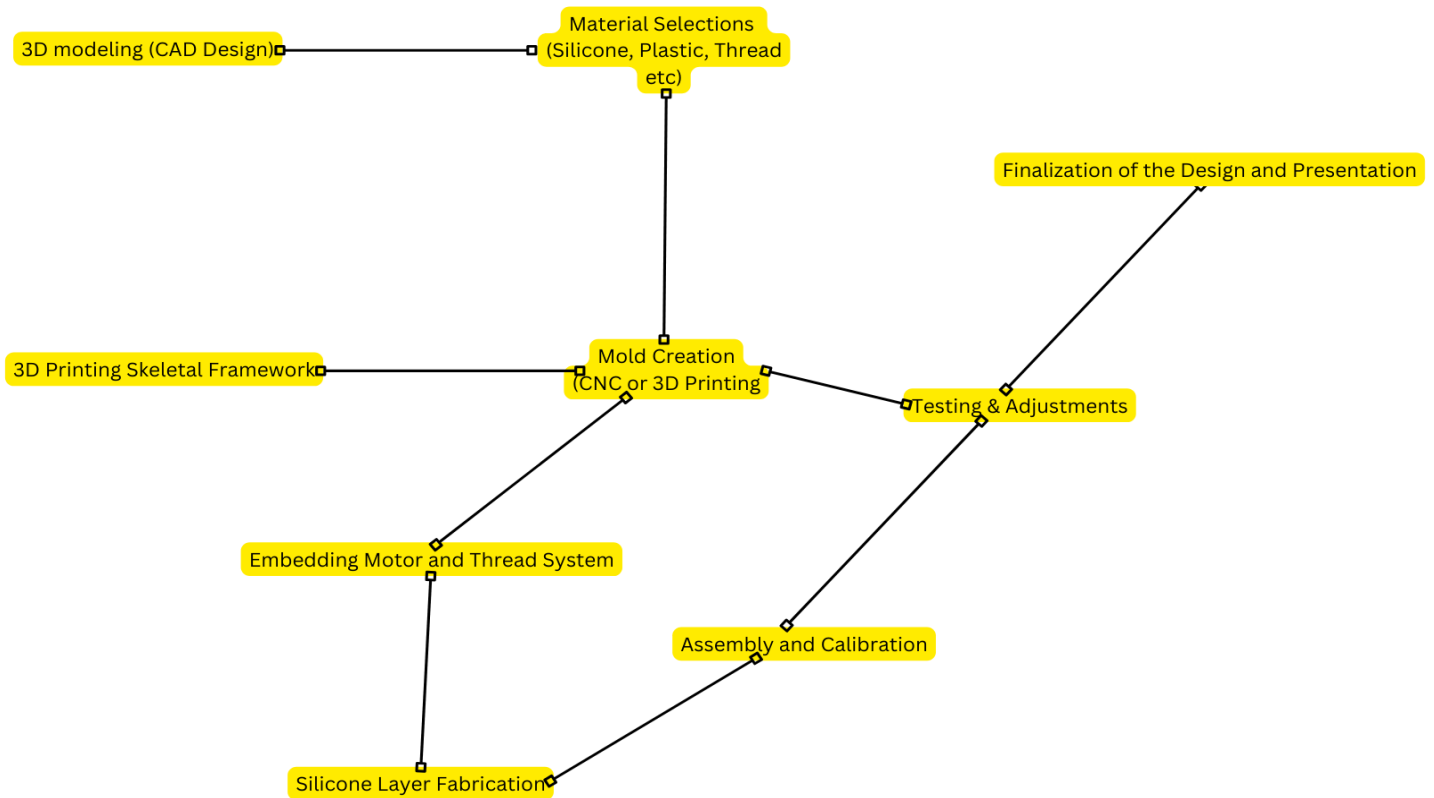 3D modeling (CAD Design)
Material Selections
(Silicone, Plastic, Thread
etc)
Finalization of the Design and Presentation
3D Printing Skeletal Framework
Mold Creation
(CNC or 3D Printing
Testing & Adjustments
Embedding Motor and Thread System
Assembly and Calibration
Silicone Layer Fabrication